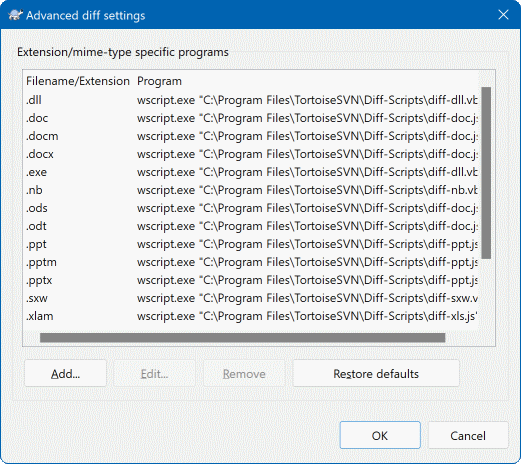 Advanced diff settings
Extension/mime-type specific programs
Filename/Extension Program
.dll wscript.exe "C:\Program Files\TortoiseSVN\Diff-Scripts\diff-dll.vb
.doc wscript.exe "C:\Program Files\TortoiseSVN\Diff-Scripts\diff-doc.js
.docm wscript.exe "C:\Program Files\TortoiseSVN\Diff-Scripts\diff-doc.js
.docx wscript.exe "C:\Program Files\TortoiseSVN\Diff-Scripts\diff-doc.js
.exe wscript.exe "C:\Program Files\TortoiseSVN\Diff-Scripts\diff-dll.vb
.nb wscript.exe "C:\Program Files\TortoiseSVN\Diff-Scripts\diff-nb.vb
.ods wscript.exe "C:\Program Files\TortoiseSVN\Diff-Scripts\diff-doc.js
.odt wscript.exe "C:\Program Files\TortoiseSVN\Diff-Scripts\diff-doc.js
.ppt wscript.exe "C:\Program Files\TortoiseSVN\Diff-Scripts\diff-ppt.js
.pptm wscript.exe "C:\Program Files\TortoiseSVN\Diff-Scripts\diff-ppt.js
.pptx wscript.exe "C:\Program Files\TortoiseSVN\Diff-Scripts\diff-ppt.js
.sxw wscript.exe "C:\Program Files\TortoiseSVN\Diff-Scripts\diff-sxw.v
.xlam wscript.exe "C:\Program Files\TortoiseSVN\Diff-Scripts\diff-xls.js"
Add... Edit... Remove Restore defaults
OK Cancel